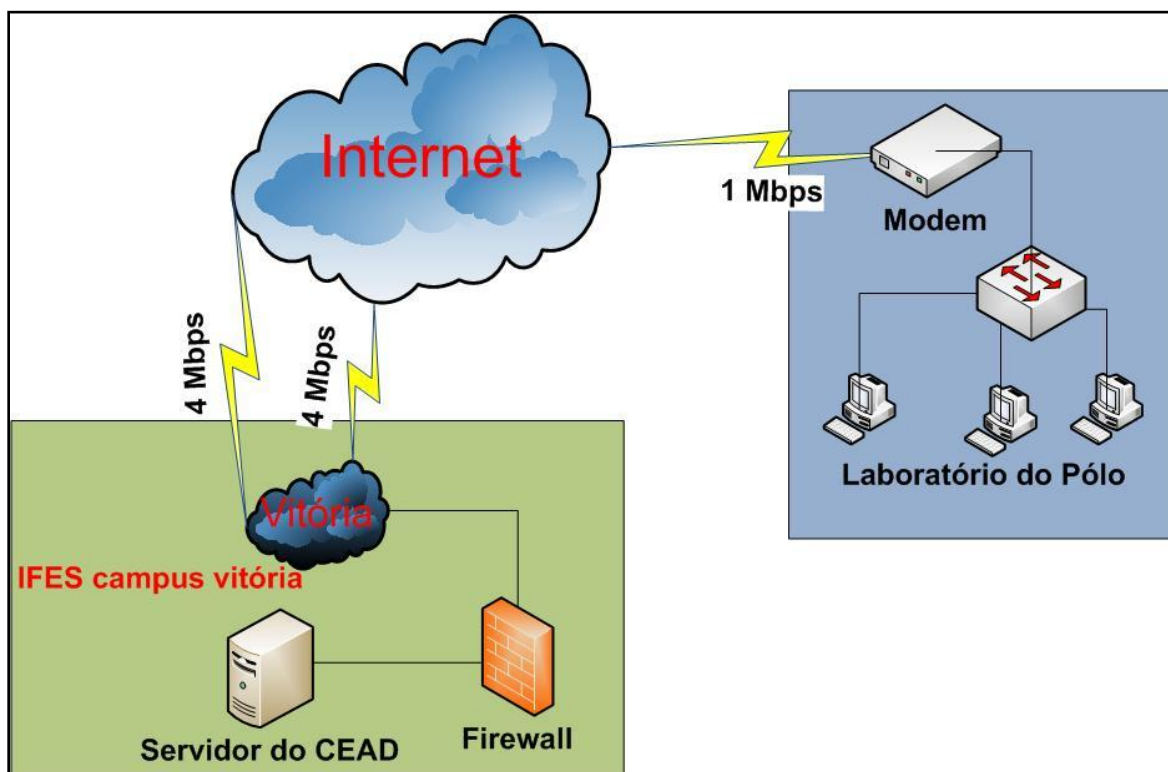 Internet
1 Mbps
Modem
4 Mbps
4 Mbps
Laboratório do Pólo
Vitória
IFES campus vitória
Servidor do CEAD
Firewall